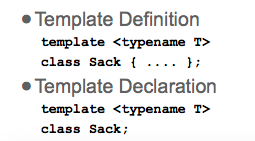 • Template Definition
template <typename T>
class Sack { .... };
• Template Declaration
template <typename T>
class Sack;